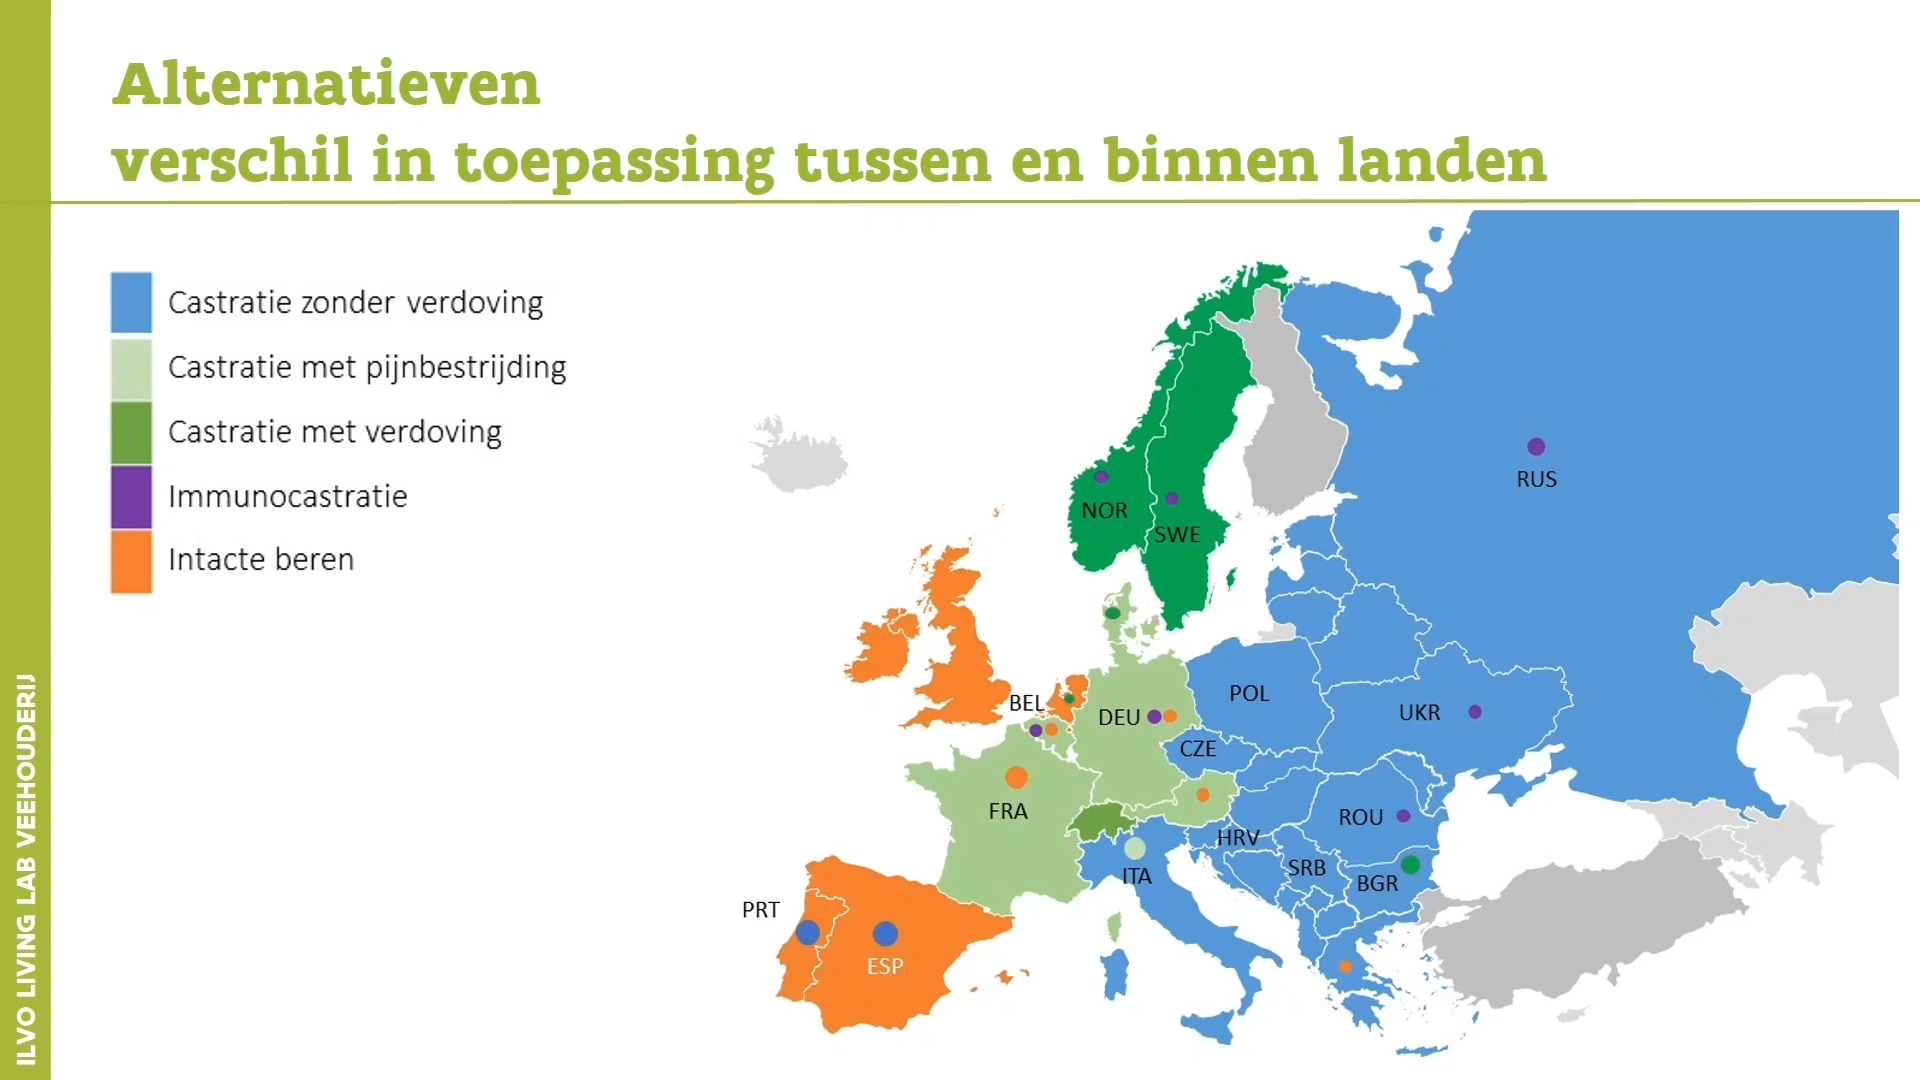 Alternatieven
verschil in toepassing tussen en binnen landen
Castratie zonder verdoving
Castratie met pijnbestrijding
Castratie met verdoving
Immunocastratie
Intacte beren
RUS
NOR
SWE
BEL
DEU
POL
UKR
CZE
FRA
ROU
HRV
SRB
ITA
BGR
PRT
ESP
ILVO LIVING LAB VEEHOUDERIJ